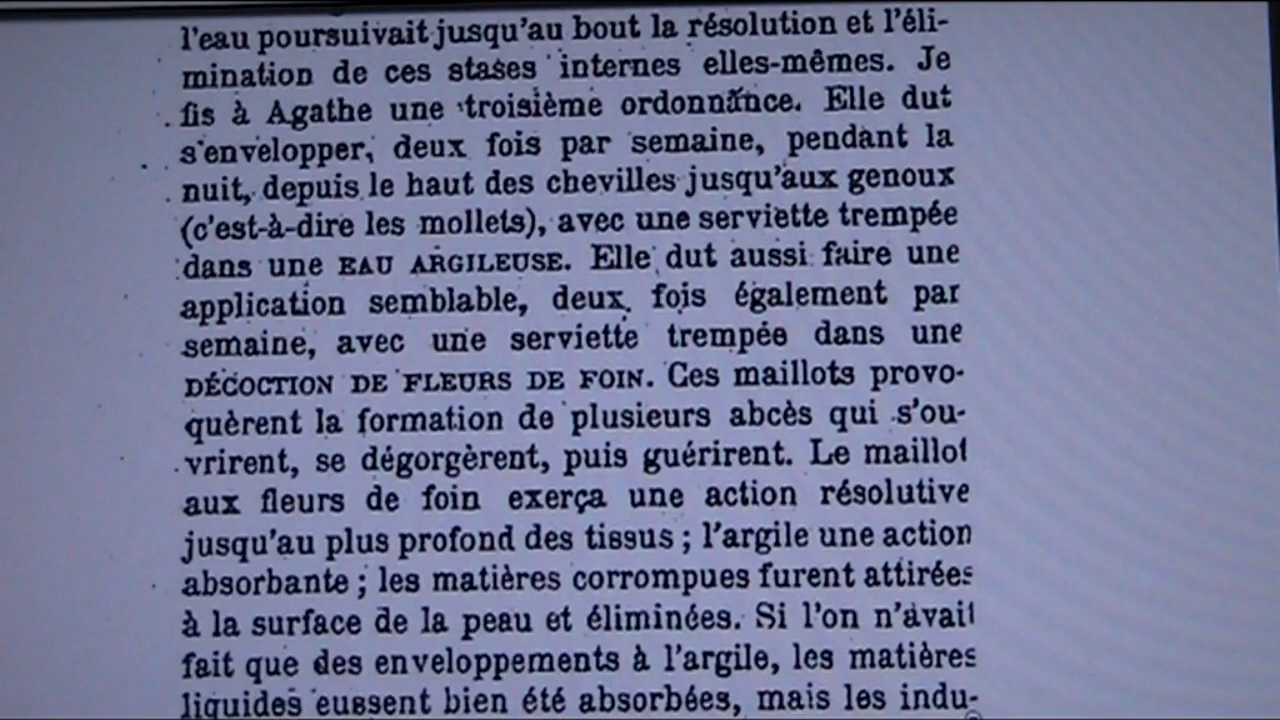 l'eau poursuivait jusqu'au bout la résolution et l'éli-
mination de ces stases internes elles-mêmes. Je
fis à Agathe une troisième ordonnance. Elle dut
s'envelopper, deux fois par semaine, pendant la
nuit, depuis le haut des chevilles jusqu'aux genoux
(c'est-à-dire les mollets), avec une serviette trempée
dans une EAU ARGILEUSE. Elle dut aussi faire une
application semblable, deux fois également par
semaine, avec une serviette trempée dans une
DÉCOCTION DE FLEURS DE FOIN. Ces maillots provo-
quèrent la formation de plusieurs abcès qui s'ou-
vrirent, se dégorgèrent, puis guérirent. Le maillot
aux fleurs de foin exerça une action résolutive
jusqu'au plus profond des tissus ; l'argile une action
absorbante ; les matières corrompues furent attirées
à la surface de la peau et éliminées. Si l'on n'avait
fait que des enveloppements à l'argile, les matières
liquides eussent bien été absorbées, mais les indu-